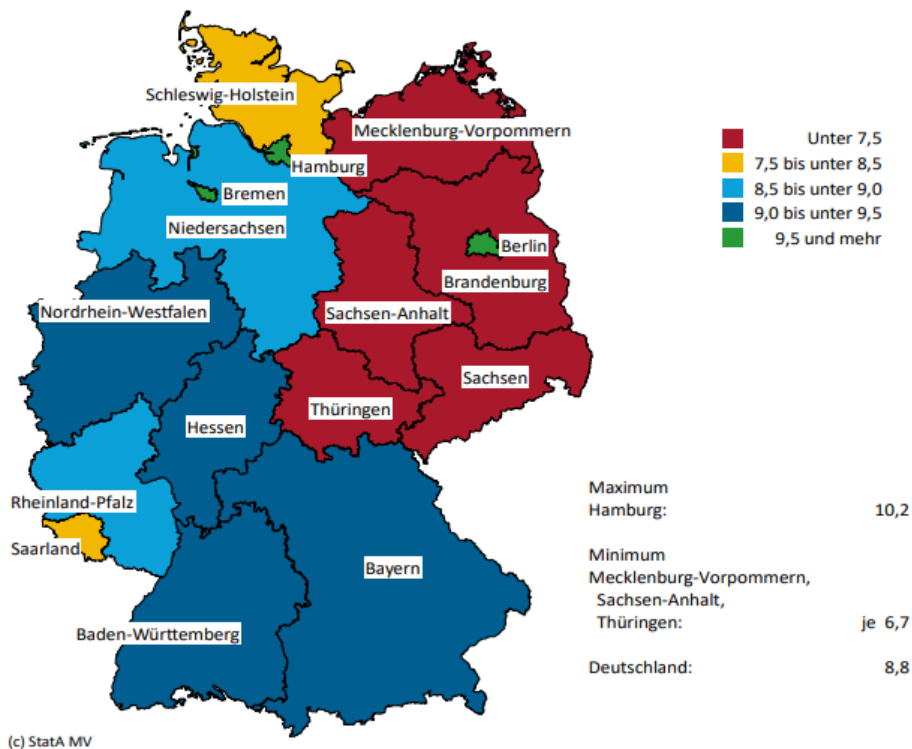 Schleswig-Holstein
Mecklenburg-Vorpommern
Hamburg
Bremen
Niedersachsen
Berlin
Brandenburg
Nordrhein-Westfalen
Sachsen-Anhalt
Sachsen
Thüringen
Hessen
Rheinland-Pfalz
Saarland
Bayern
Baden-Württemberg
Unter 7,5
7,5 bis unter 8,5
8,5 bis unter 9,0
9,0 bis unter 9,5
9,5 und mehr
Maximum
Hamburg: 10,2
Minimum
Mecklenburg-Vorpommern,
Sachsen-Anhalt,
Thüringen: je 6,7
Deutschland: 8,8
(c) StatA MV